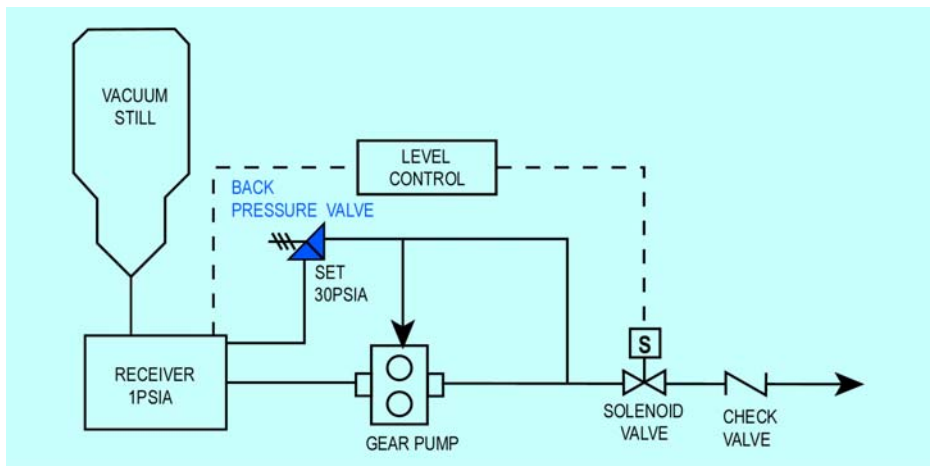 VACUUM
STILL
LEVEL
CONTROL
BACK
PRESSURE VALVE
SET
30PSIA
RECEIVER
1PSIA
S
GEAR PUMP
SOLENOID
VALVE
CHECK
VALVE